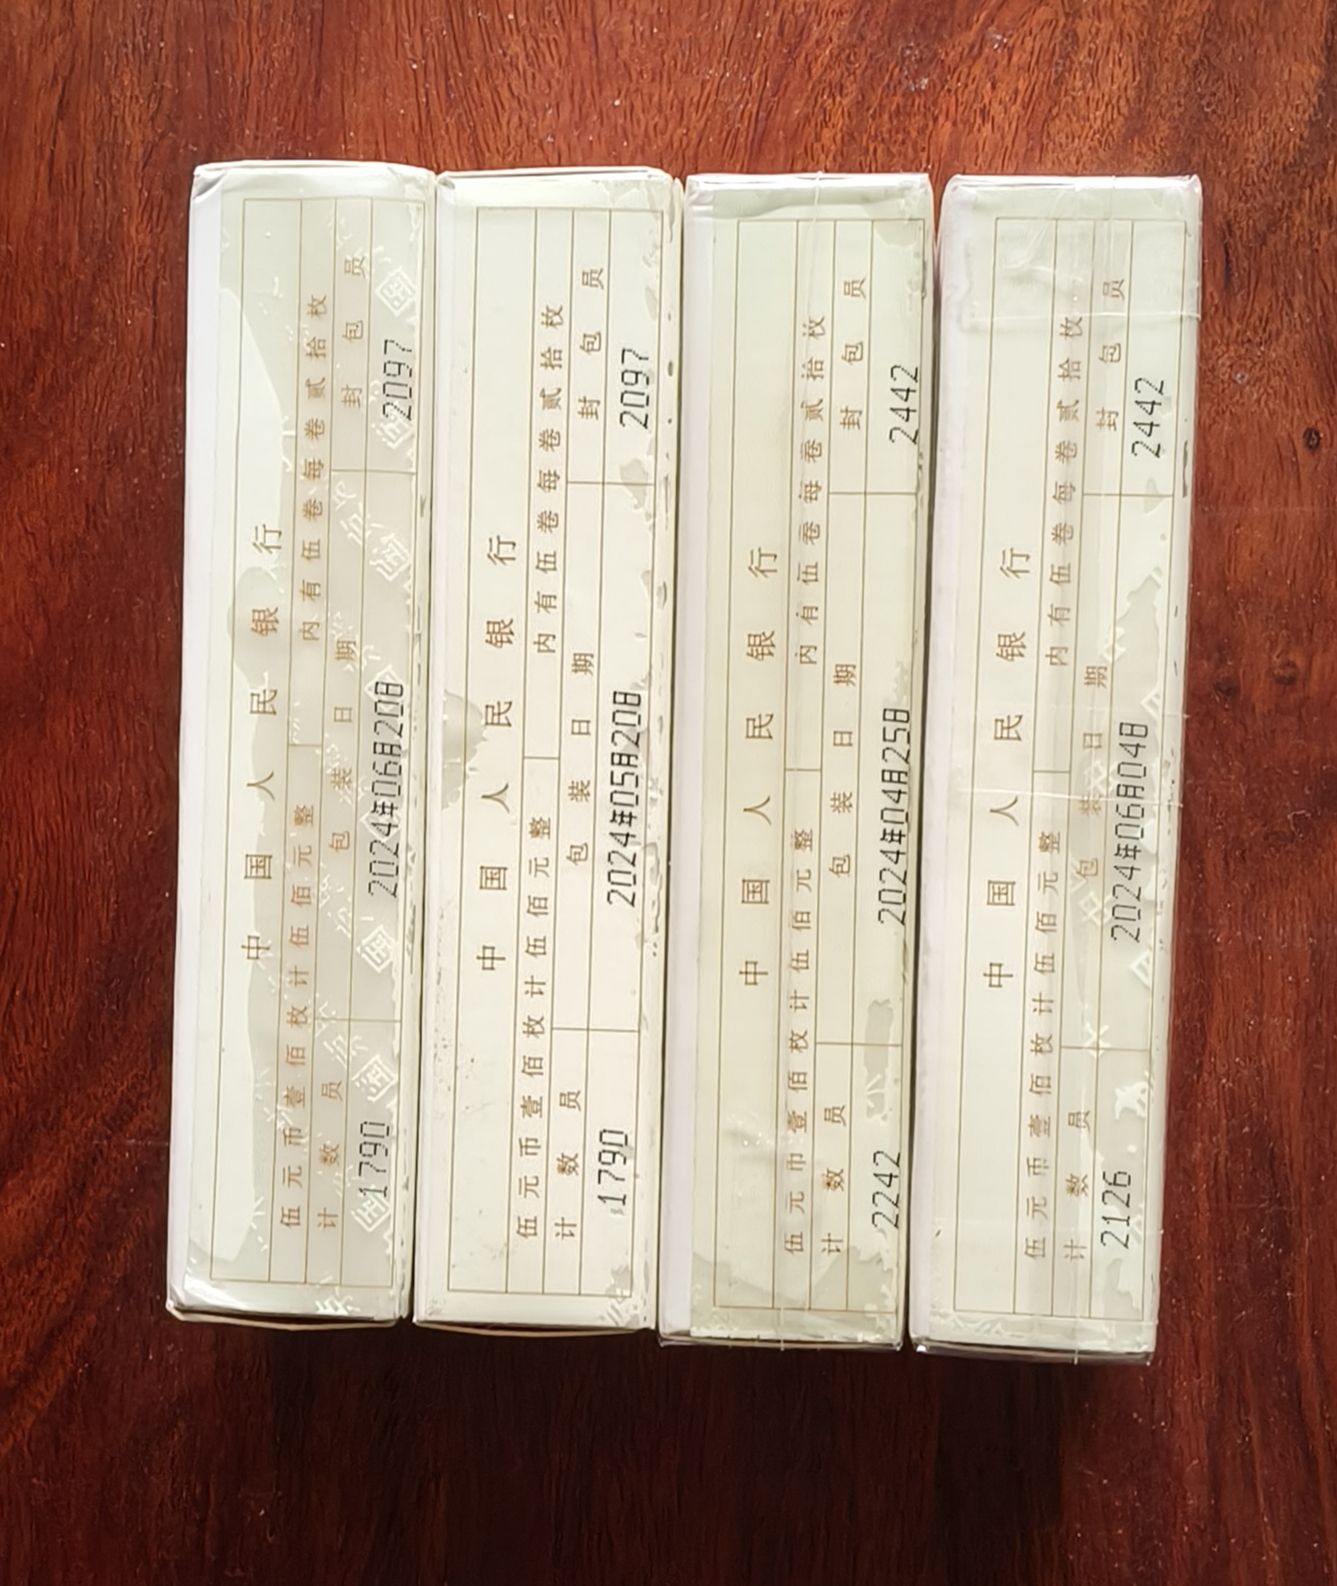 中国人民银行
伍元币壹佰枚计伍佰元整 内有伍卷每卷贰拾枚
计数员 包装日期 封包员
1790 2024年06月20日 2097
中国人民银行
伍元币壹佰枚计伍佰元整 内有伍卷每卷贰拾枚
计数员 包装日期 封包员
1790 2024年05月20日 2097
中国人民银行
伍元币壹佰枚计伍佰元整 内有伍卷每卷贰拾枚
计数员 包装日期 封包员
2242 2024年04月25日 2442
中国人民银行
伍元币壹佰枚计伍佰元整 内有伍卷每卷贰拾枚
计数员 包装日期 封包员
2126 2024年06月04日 2442